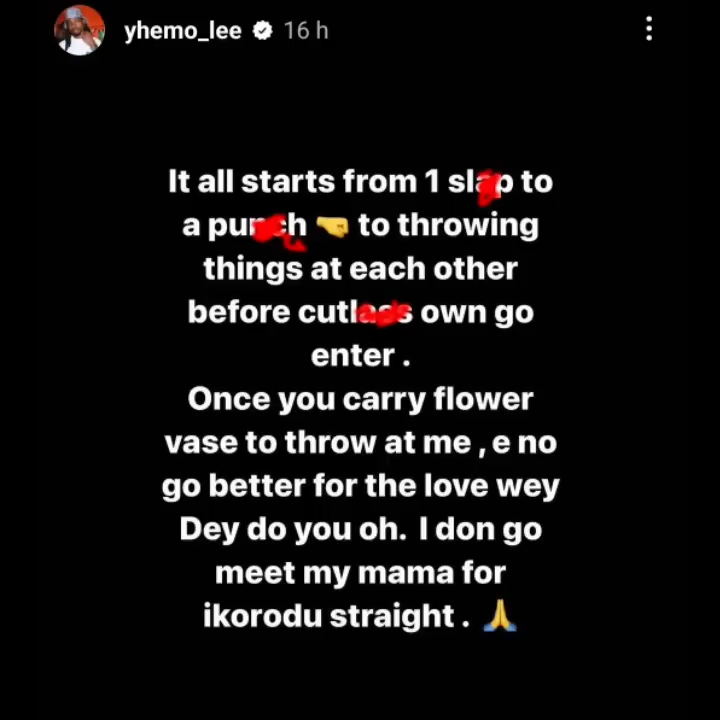 yhemo_lee 16 h
It all starts from 1 slap to
a punch 🤜 to throwing
things at each other
before cutlass own go
enter .
Once you carry flower
vase to throw at me , e no
go better for the love wey
Dey do you oh. I don go
meet my mama for
ikorodu straight . 🙏